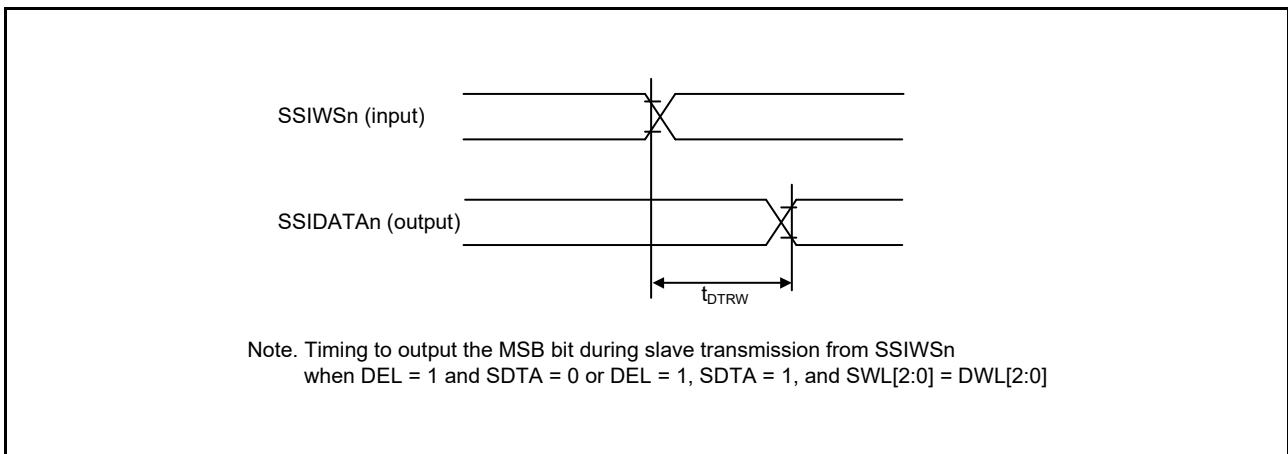 SSIWSn (input)
SSIDATAn (output)
tDTRW
Note. Timing to output the MSB bit during slave transmission from SSIWSn
when DEL = 1 and SDTA = 0 or DEL = 1, SDTA = 1, and SWL[2:0] = DWL[2:0]